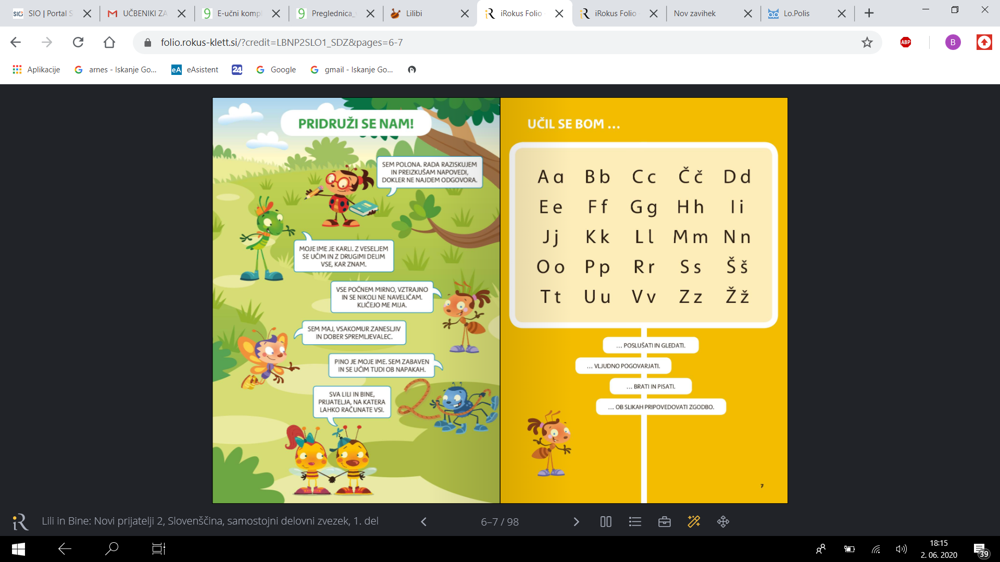 SIO | Portal S
UČBENIKI ZA
E-učni komp
Preglednica_
Lilibi
iRokus Folio
iRokus Folio
Nov zavihek
Lo.Polis
folio.rokus-klett.si/?credit=LBNP2SLO1_SDZ&pages=6-7
ABP
B
Aplikacije
arnes - Iskanje Go...
eA eAsistent
24
Google
gmail - Iskanje Go...
PRIDRUŽI SE NAM!
SEM POLONA. RADA RAZISKUJEM
IN PREIZKUŠAM NAPOVEDI,
DOKLER NE NAJDEM ODGOVORA.
MOJE IME JE KARLI. Z VESELJEM
SE UČIM IN Z DRUGIMI DELIM
VSE, KAR ZNAM.
VSE POČNEM MIRNO, VZTRAJNO
IN SE NIKOLI NE NAVELIČAM.
KLIČEJO ME MIJA.
SEM MAJ, VSAKOMUR ZANESLJIV
IN DOBER SPREMLJEVALEC.
PINO JE MOJE IME. SEM ZABAVEN
IN SE UČIM TUDI OB NAPAKAH.
SVA LILI IN BINE,
PRIJATELJA, NA KATERA
LAHKO RAČUNATE VSI.
UČIL SE BOM ...
A a B b C c Č č D d
E e F f G g H h I i
J j K k L l M m N n
O o P p R r S s Š š
T t U u V v Z z Ž ž
... POSLUŠATI IN GLEDATI.
... VLJUDNO POGOVARJATI.
... BRATI IN PISATI.
... OB SLIKAH PRIPOVEDOVATI ZGODBO.
7
iR Lili in Bine: Novi prijatelji 2, Slovenščina, samostojni delovni zvezek, 1. del
6–7 / 98
18:15
2. 06. 2020
39